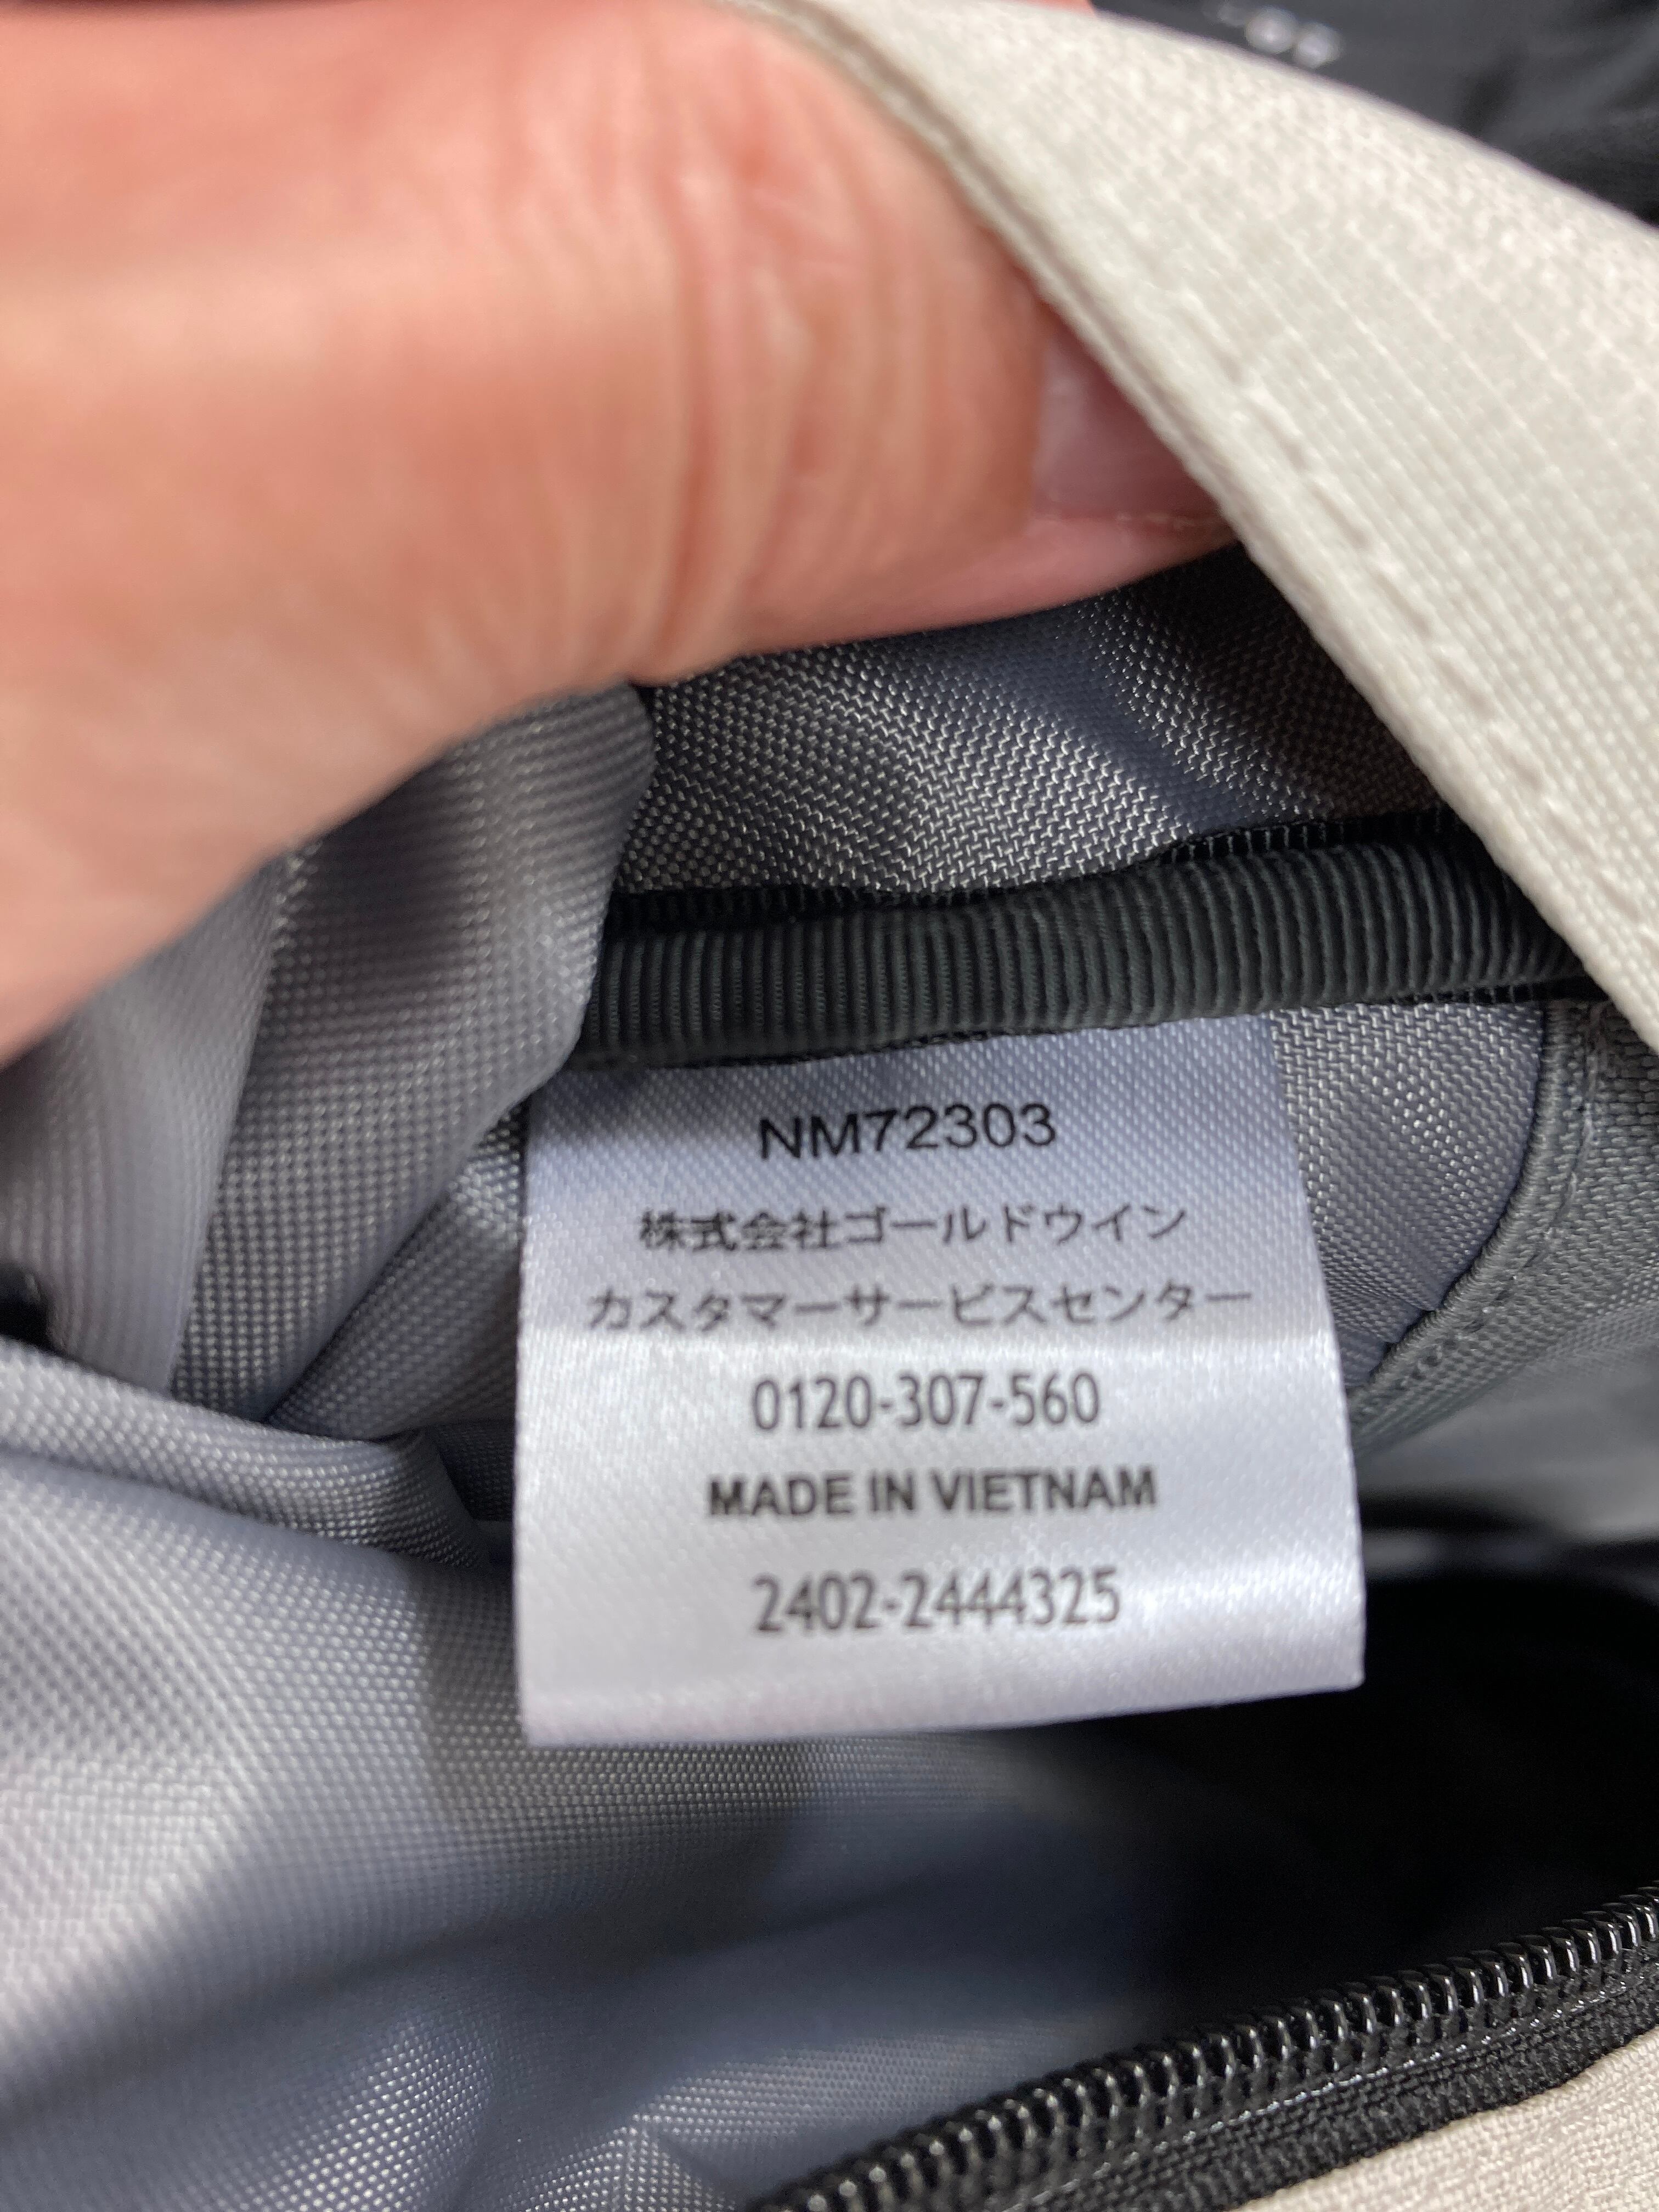 NM72303
株式会社ゴールドウイン
カスタマーサービスセンター
0120-307-560
MADE IN VIETNAM
2402-2444325